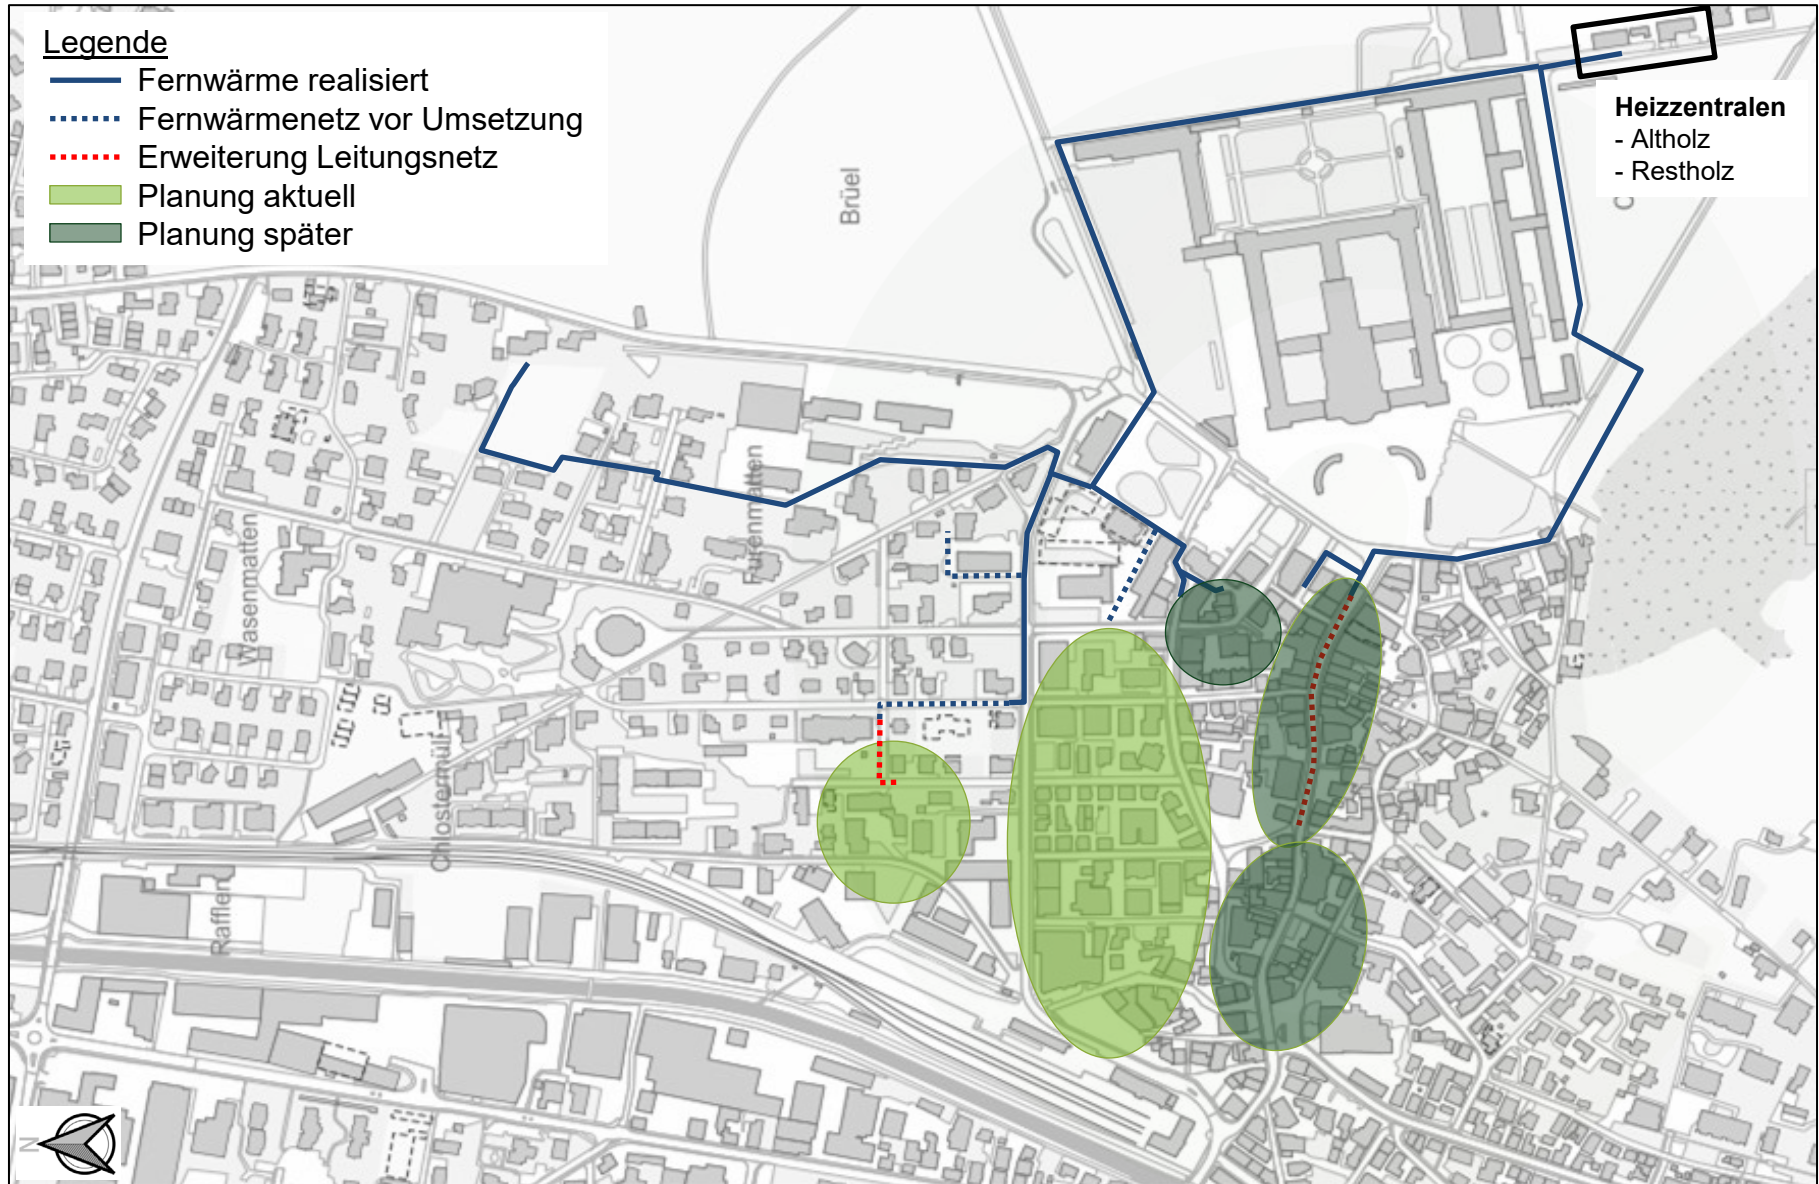 Legende
Fernwärme realisiert
Fernwärmenetz vor Umsetzung
Erweiterung Leitungsnetz
Planung aktuell
Planung später
Heizzentralen
- Altholz
- Restholz
Brüel
Furenmatten
Wasenmatten
Chlostermüli
Rafflen
N